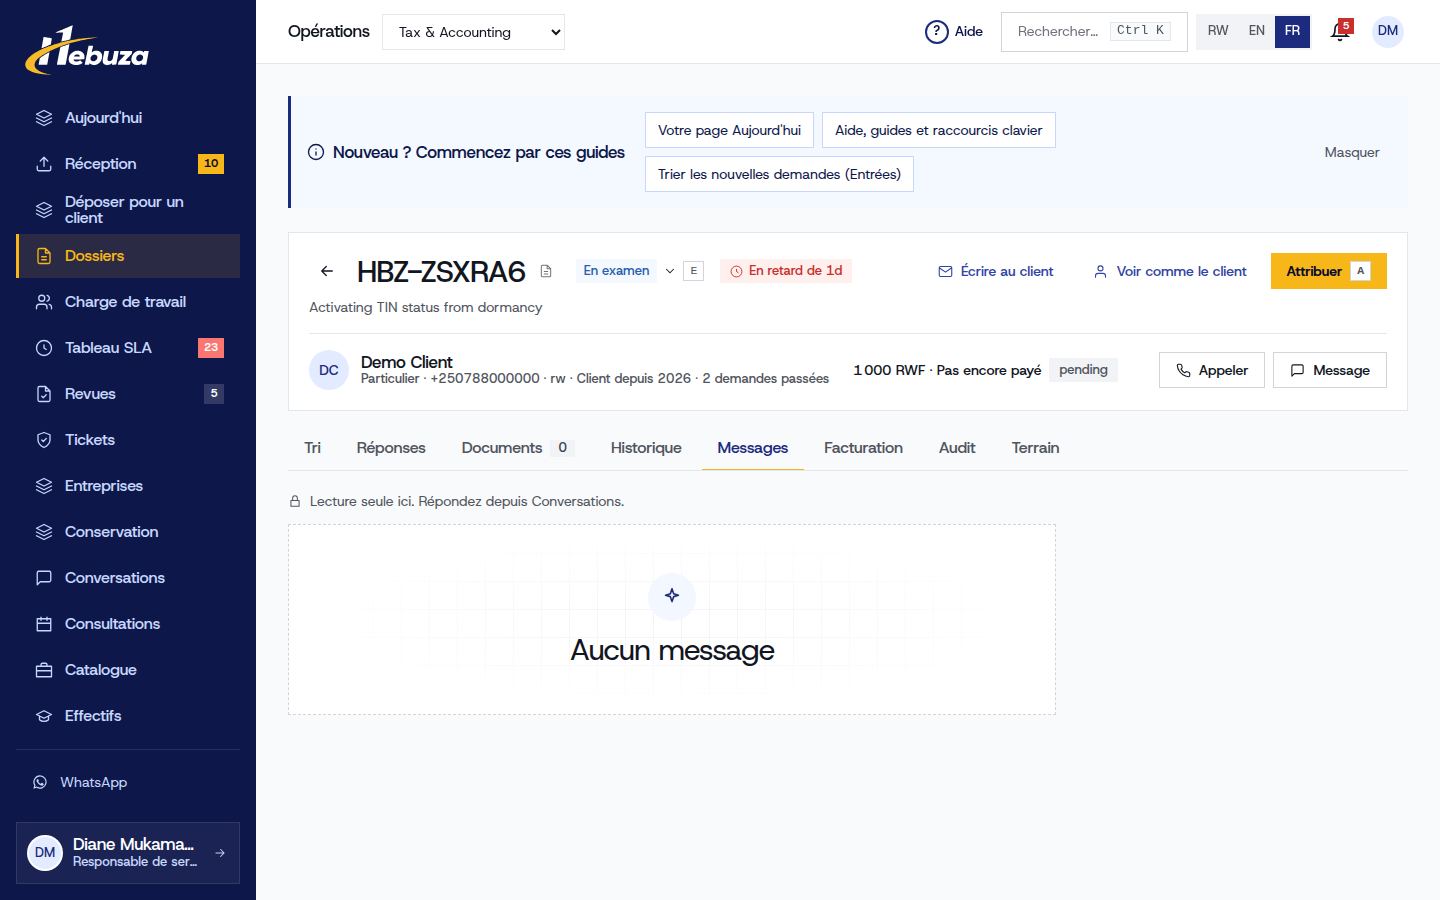 Hebuza
Opérations
Tax & Accounting
? Aide
Rechercher... Ctrl K
RW EN FR
5
DM
Aujourd'hui
Réception 10
Déposer pour un
client
Dossiers
Charge de travail
Tableau SLA 23
Revues 5
Tickets
Entreprises
Conservation
Conversations
Consultations
Catalogue
Effectifs
WhatsApp
DM
Diane Mukama...
Responsable de ser...
Nouveau ? Commencez par ces guides
Votre page Aujourd'hui
Aide, guides et raccourcis clavier
Trier les nouvelles demandes (Entrées)
Masquer
HBZ-ZSXRA6
En examen
E
En retard de 1d
Écrire au client
Voir comme le client
Attribuer A
Activating TIN status from dormancy
DC
Demo Client
Particulier · +250788000000 · rw · Client depuis 2026 · 2 demandes passées
1 000 RWF · Pas encore payé
pending
Appeler
Message
Tri
Réponses
Documents 0
Historique
Messages
Facturation
Audit
Terrain
Lecture seule ici. Répondez depuis Conversations.
Aucun message